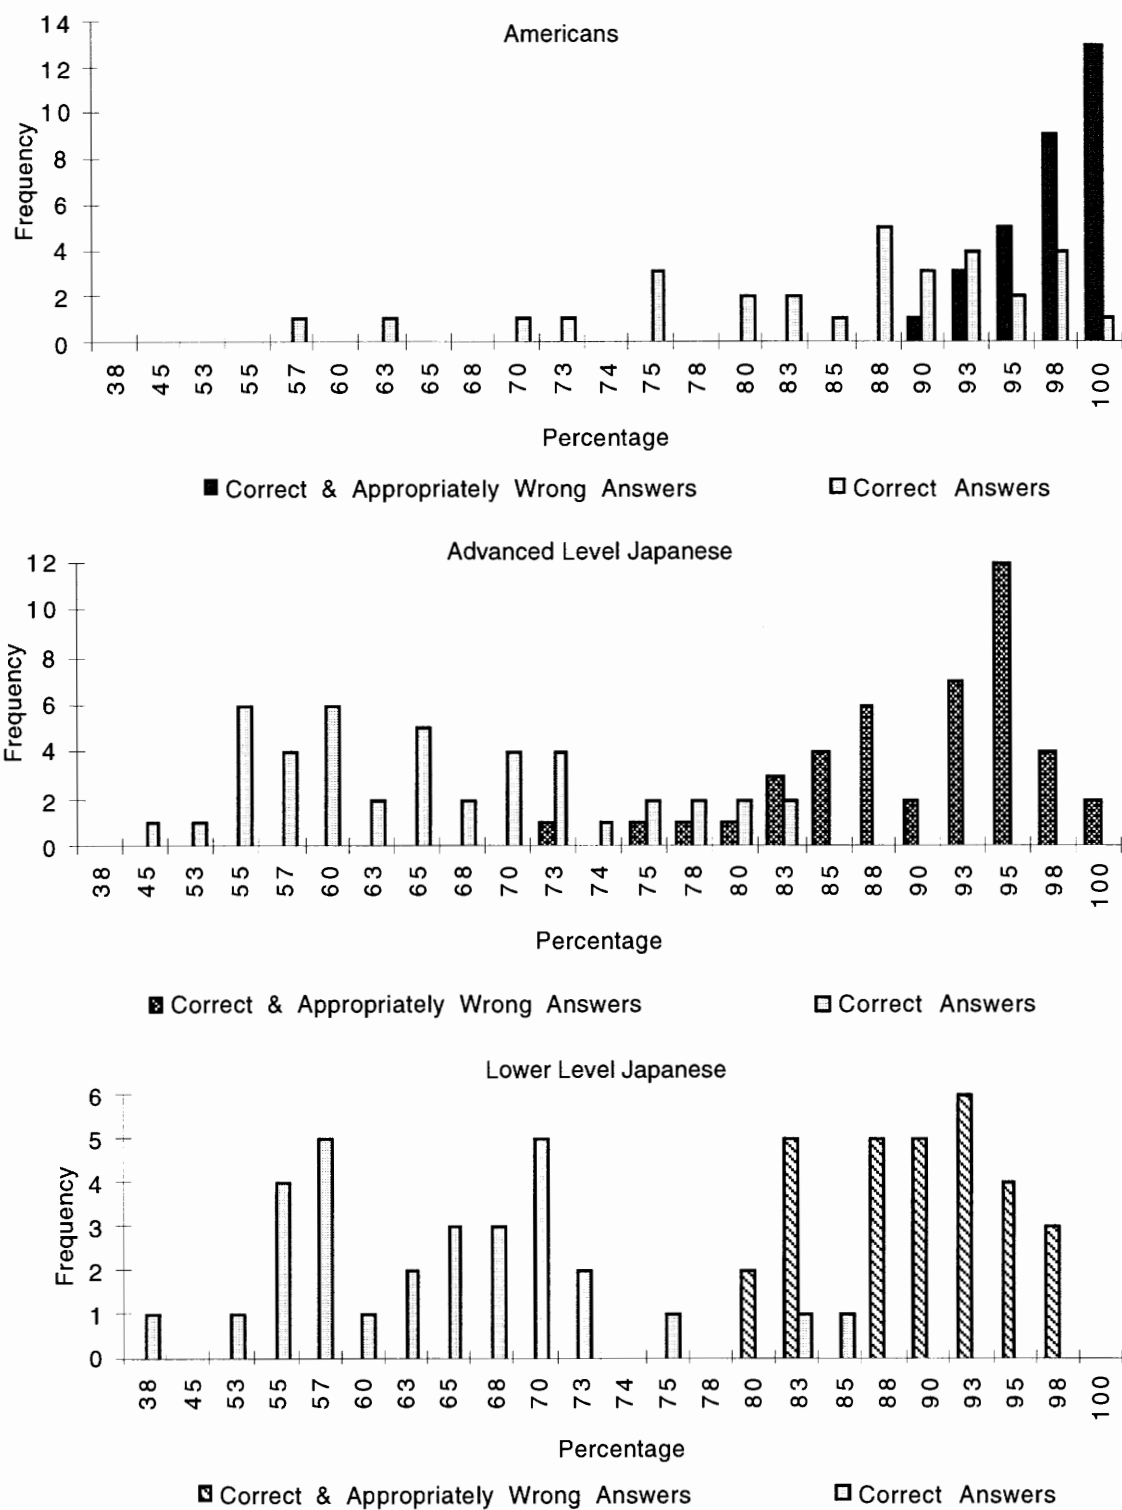 Americans
14
12
10
8
6
4
2
0
Frequency
38 45 53 55 57 60 63 65 68 70 73 74 75 78 80 83 85 88 90 93 95 98 100
Percentage
Correct & Appropriately Wrong Answers Correct Answers
Advanced Level Japanese
12
10
8
6
4
2
0
Frequency
38 45 53 55 57 60 63 65 68 70 73 74 75 78 80 83 85 88 90 93 95 98 100
Percentage
Correct & Appropriately Wrong Answers Correct Answers
Lower Level Japanese
6
5
4
3
2
1
0
Frequency
38 45 53 55 57 60 63 65 68 70 73 74 75 78 80 83 85 88 90 93 95 98 100
Percentage
Correct & Appropriately Wrong Answers Correct Answers